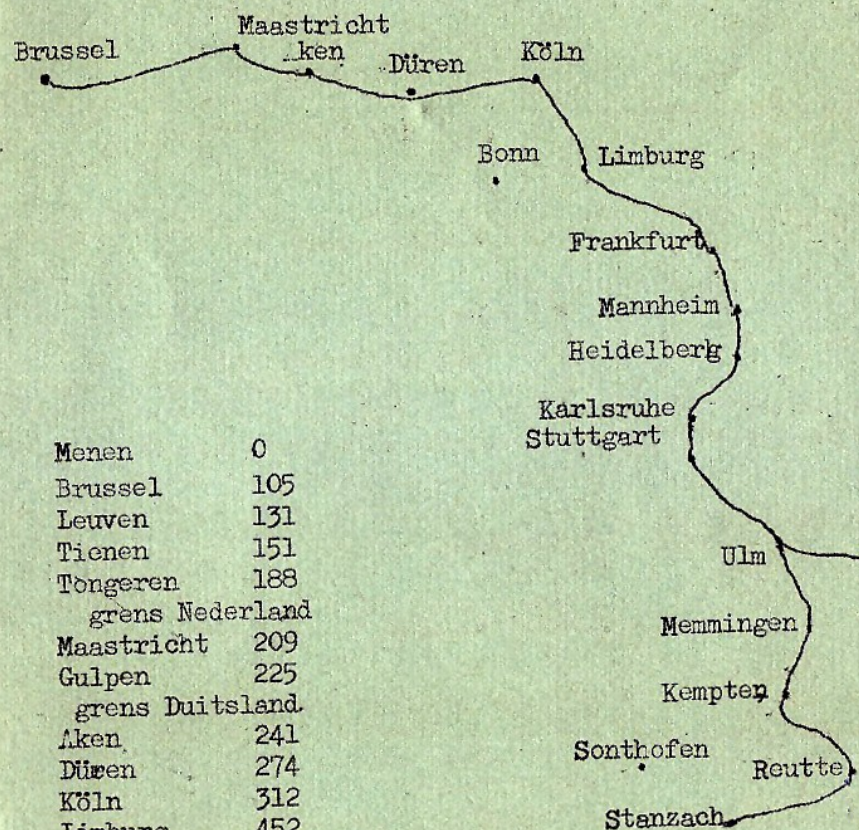 Maastricht
Brussel
ken
Düren
Köln
Bonn
Limburg
Frankfurt
Mannheim
Heidelberg
Karlsruhe
Stuttgart
Ulm
Memmingen
Kempten
Sonthofen
Reutte
Stanzach
Menen 0
Brussel 105
Leuven 131
Tienen 151
Tongeren 188
grens Nederland
Maastricht 209
Gulpen 225
grens Duitsland
Aken 241
Düren 274
Köln 312
Limburg 452